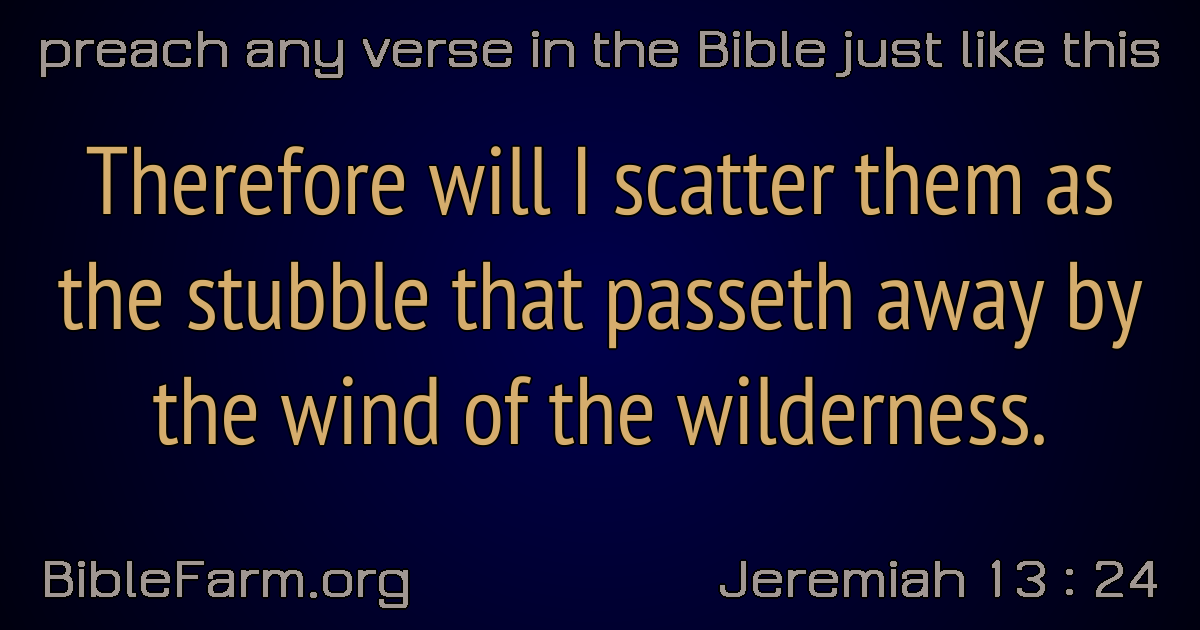 preach any verse in the Bible just like this
Therefore will I scatter them as
the stubble that passeth away by
the wind of the wilderness.
BibleFarm.org
Jeremiah 13 : 24